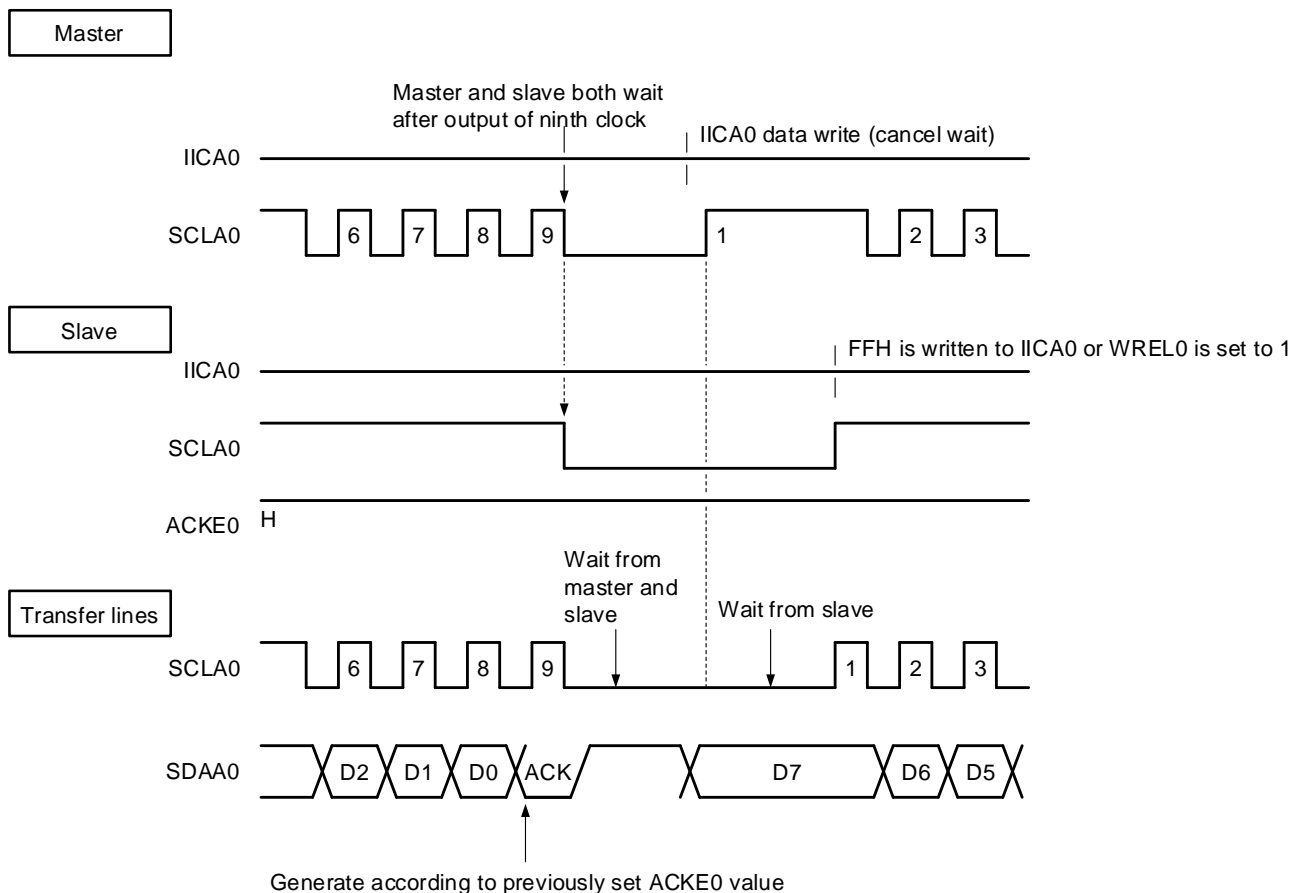 Master
Master and slave both wait
after output of ninth clock
IICA0 data write (cancel wait)
IICA0
SCLA0
6 7 8 9 1 2 3
Slave
FFH is written to IICA0 or WREL0 is set to 1
IICA0
SCLA0
ACKE0 H
Wait from
master and
slave
Wait from slave
Transfer lines
SCLA0
6 7 8 9 1 2 3
SDAA0
D2 D1 D0 ACK D7 D6 D5
Generate according to previously set ACKE0 value